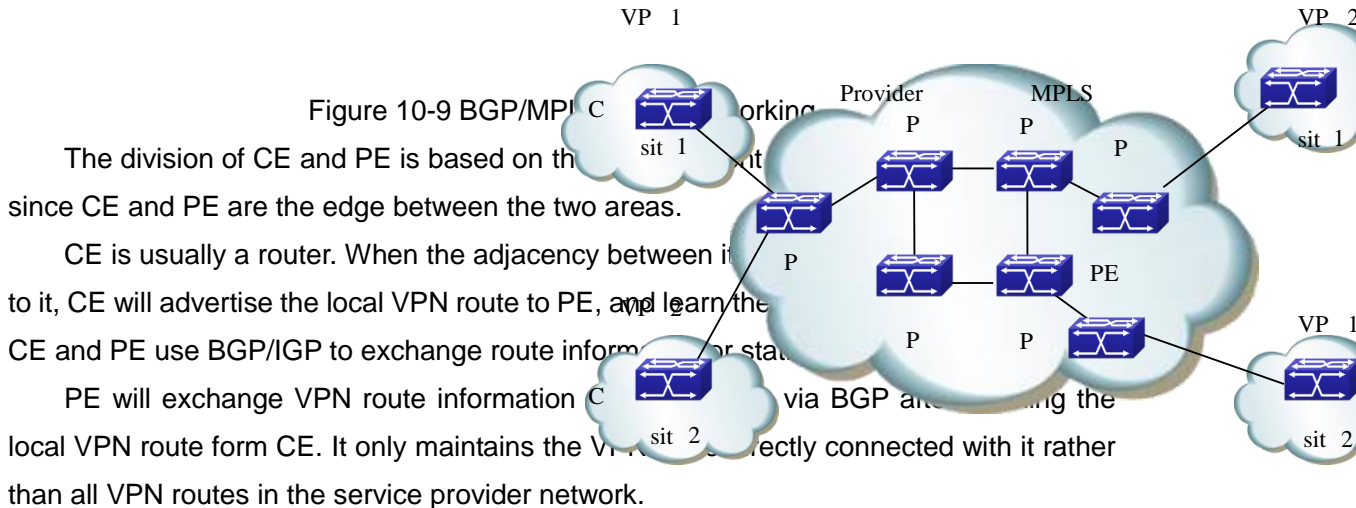 VP 1
VP 2
Figure 10-9 BGP/MPL orking
C
Provider
MPLS
P
P
P
sit 1
sit 1
The division of CE and PE is based on th nt
since CE and PE are the edge between the two areas.
CE is usually a router. When the adjacency between it
P
PE
to it, CE will advertise the local VPN route to PE, and learn the
VP 2
VP 1
CE and PE use BGP/IGP to exchange route inform or stat
P
P
PE will exchange VPN route information via BGP aft ing the
C
local VPN route form CE. It only maintains the VPN rectly connected with it rather
sit 2
sit 2
than all VPN routes in the service provider network.